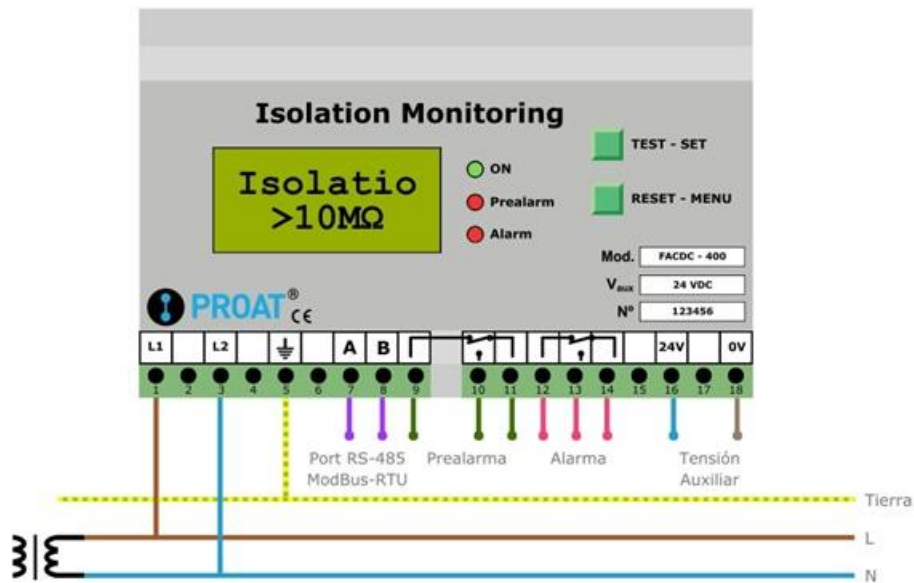 Isolation Monitoring
Isolatio
>10MΩ
ON
Prealarm
Alarm
TEST - SET
RESET - MENU
Mod. FACDC - 400
Vaux 24 VDC
Nº 123456
PROAT® CE
L1 L2 A B 24V 0V
1 2 3 4 5 6 7 8 9 10 11 12 13 14 15 16 17 18
Port RS-485 Prealarma Alarma Tensión
ModBus-RTU Auxiliar
Tierra
L
N